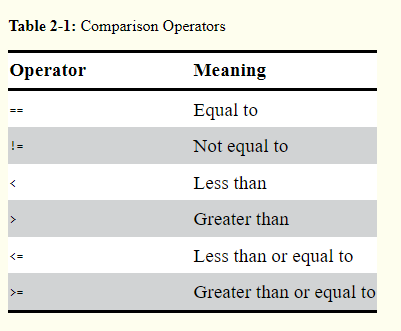 Table 2-1: Comparison Operators
Operator Meaning
== Equal to
!= Not equal to
< Less than
> Greater than
<= Less than or equal to
>= Greater than or equal to